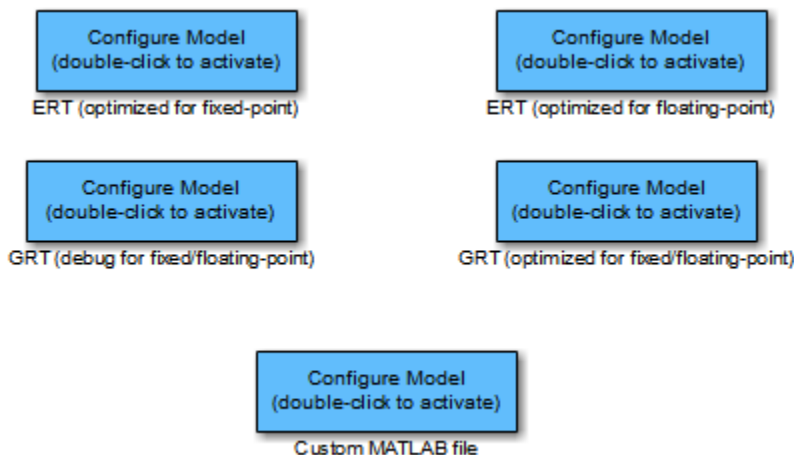 Configure Model
(double-click to activate)
ERT (optimized for fixed-point)
Configure Model
(double-click to activate)
ERT (optimized for floating-point)
Configure Model
(double-click to activate)
GRT (debug for fixed/floating-point)
Configure Model
(double-click to activate)
GRT (optimized for fixed/floating-point)
Configure Model
(double-click to activate)
Custom MATLAB file